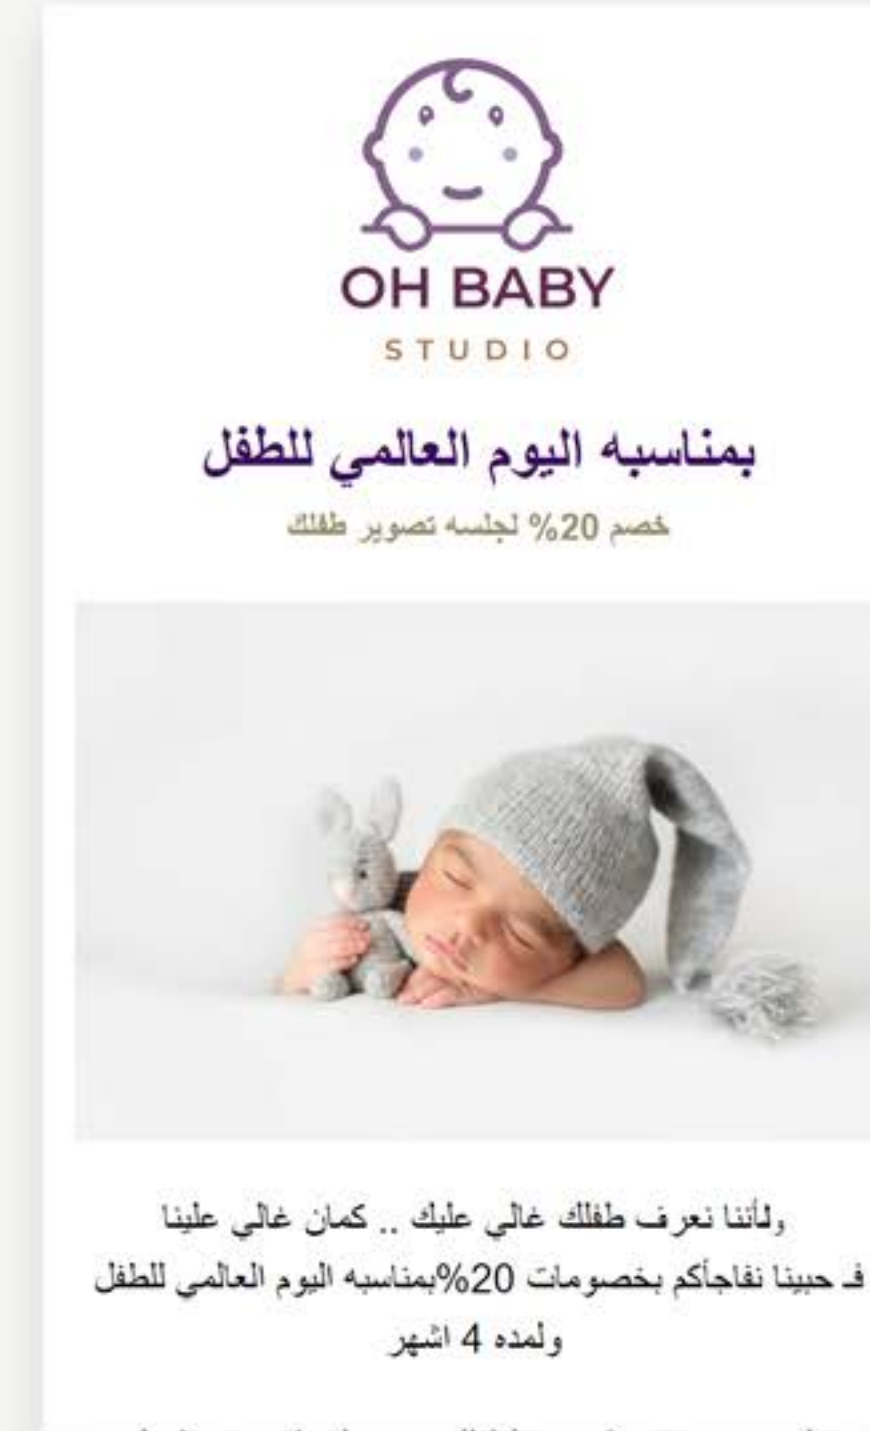 OH BABY
STUDIO
بمناسبه اليوم العالمي للطفل
خصم 20% لجلسه تصوير طفلك
ولأننا نعرف طفلك غالي عليك .. كمان غالي علينا
فـ حبينا نفاجأكم بخصومات 20%بمناسبه اليوم العالمي للطفل
ولمده 4 اشهر